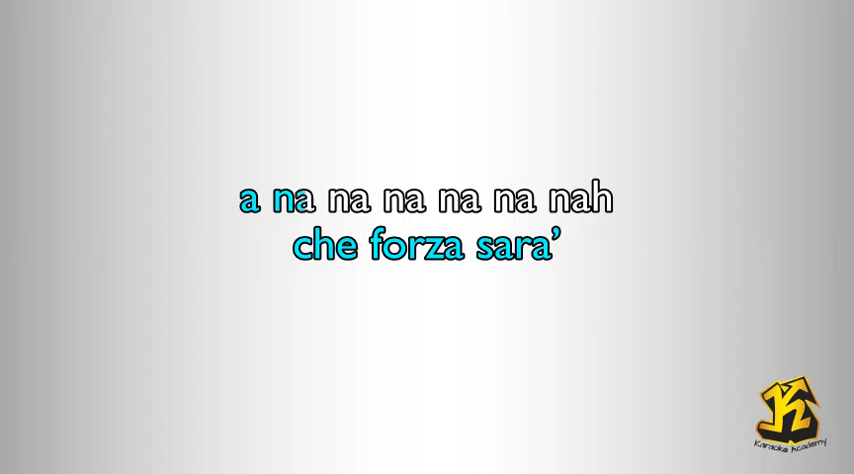 a na na na na na nah
che forza sara’
K
Karaoke Academy